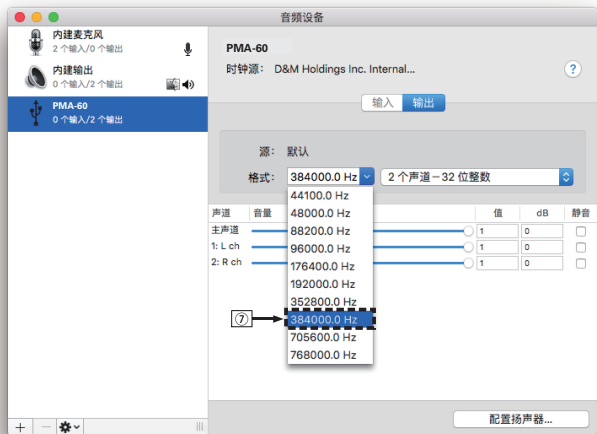 音频设备
内建麦克风
2 个输入/0 个输出
内建输出
0 个输入/2 个输出
PMA-60
0 个输入/2 个输出
PMA-60
时钟源： D&M Holdings Inc. Internal...
?
输入 输出
源： 默认
格式： 384000.0 Hz 2 个声道－32 位整数
44100.0 Hz
48000.0 Hz
88200.0 Hz
96000.0 Hz
176400.0 Hz
192000.0 Hz
352800.0 Hz
⑦ 384000.0 Hz
705600.0 Hz
768000.0 Hz
声道 音量 值 dB 静音
主声道 1 0
1: L ch 1 0
2: R ch 1 0
配置扬声器...